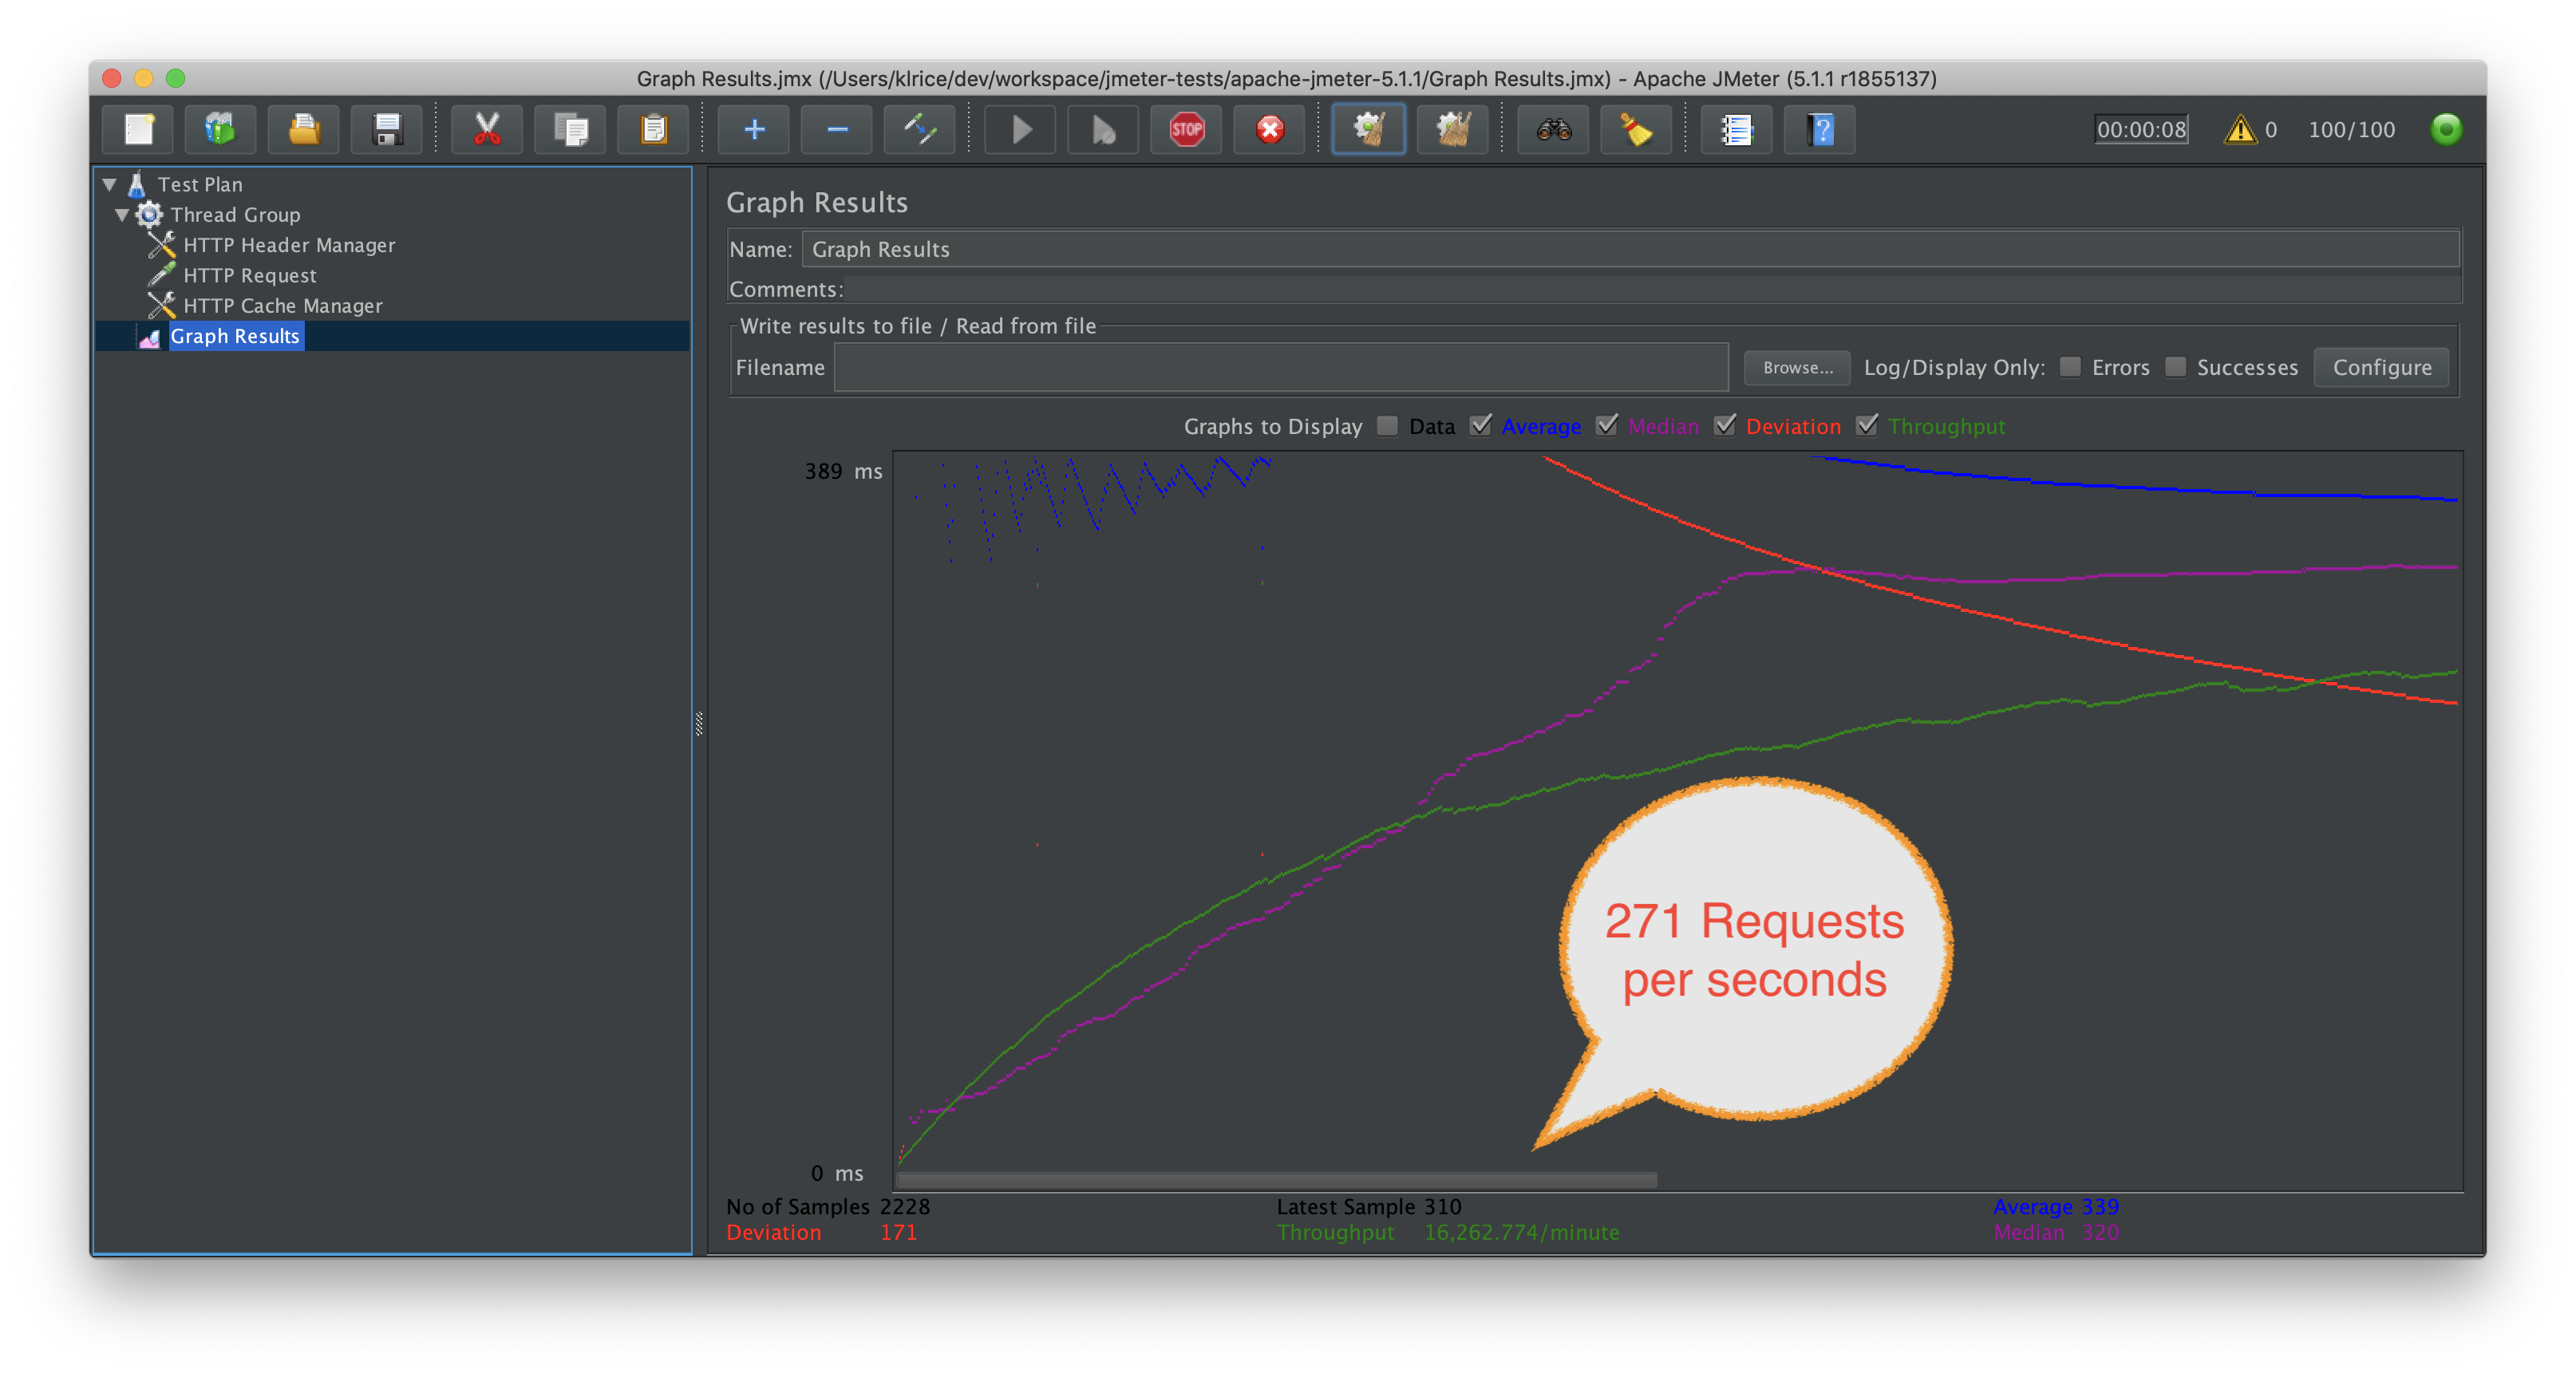 Graph Results.jmx (/Users/klrice/dev/workspace/jmeter-tests/apache-jmeter-5.1.1/Graph Results.jmx) - Apache JMeter (5.1.1 r1855137)
STOP
00:00:08 0 100/100
Test Plan
Thread Group
HTTP Header Manager
HTTP Request
HTTP Cache Manager
Graph Results
Graph Results
Name: Graph Results
Comments:
Write results to file / Read from file
Filename Browse... Log/Display Only: Errors Successes Configure
Graphs to Display Data Average Median Deviation Throughput
389 ms
271 Requests
per seconds
0 ms
No of Samples 2228 Latest Sample 310 Average 339
Deviation 171 Throughput 16,262.774/minute Median 320